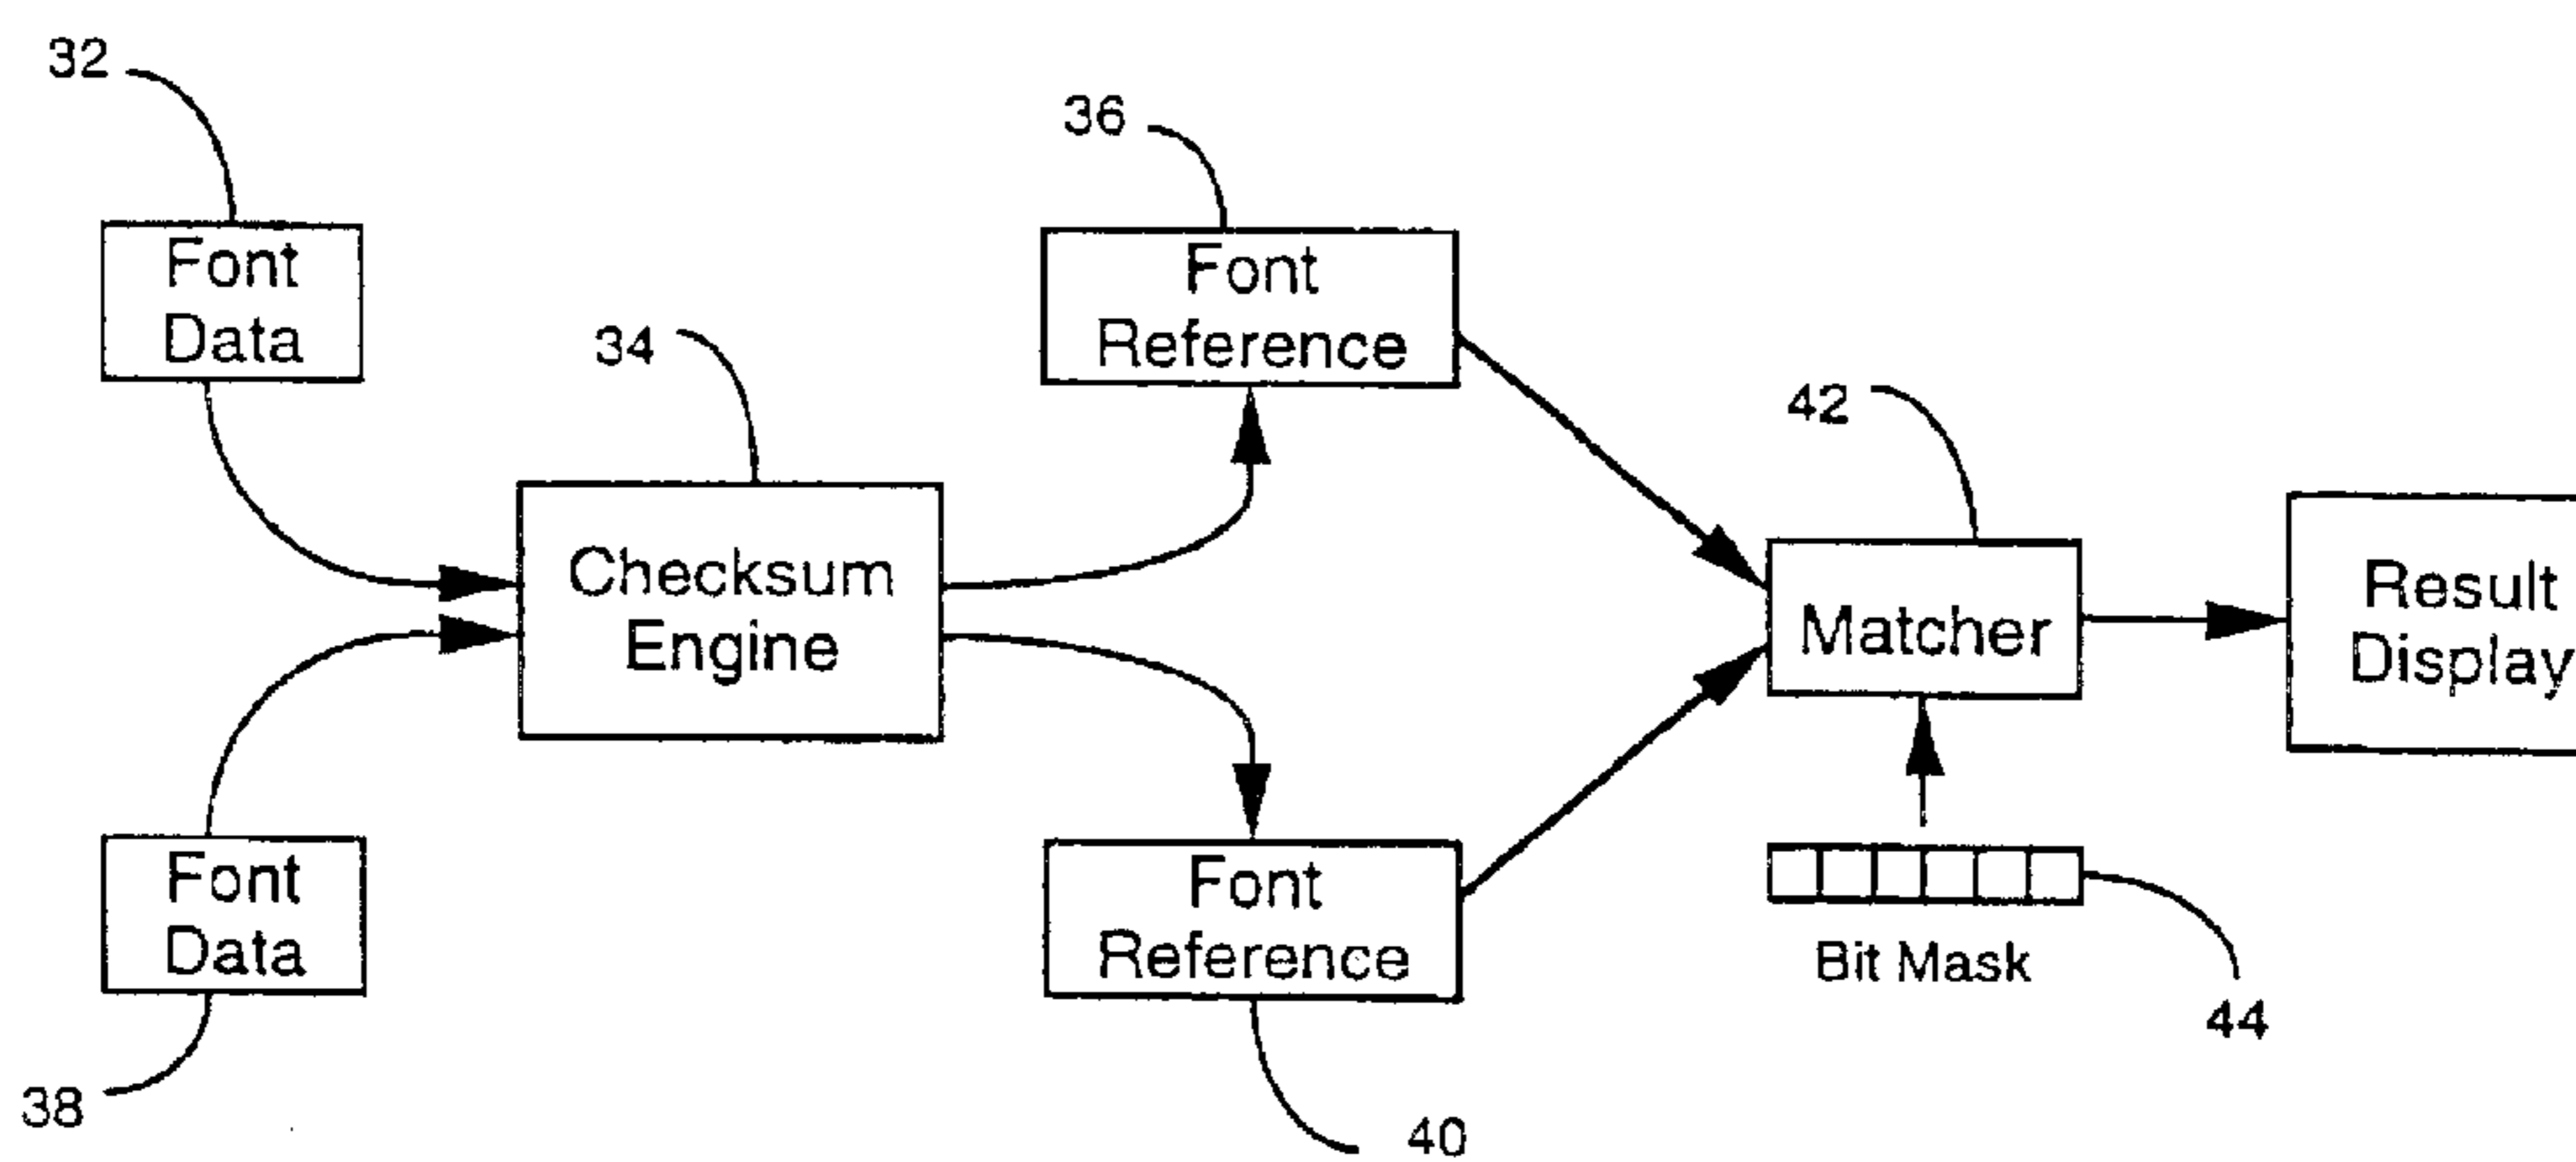 32
Font
Data
34
Checksum
Engine
36
Font
Reference
42
Matcher
Result
Display
Font
Data
38
Font
Reference
40
Bit Mask
44